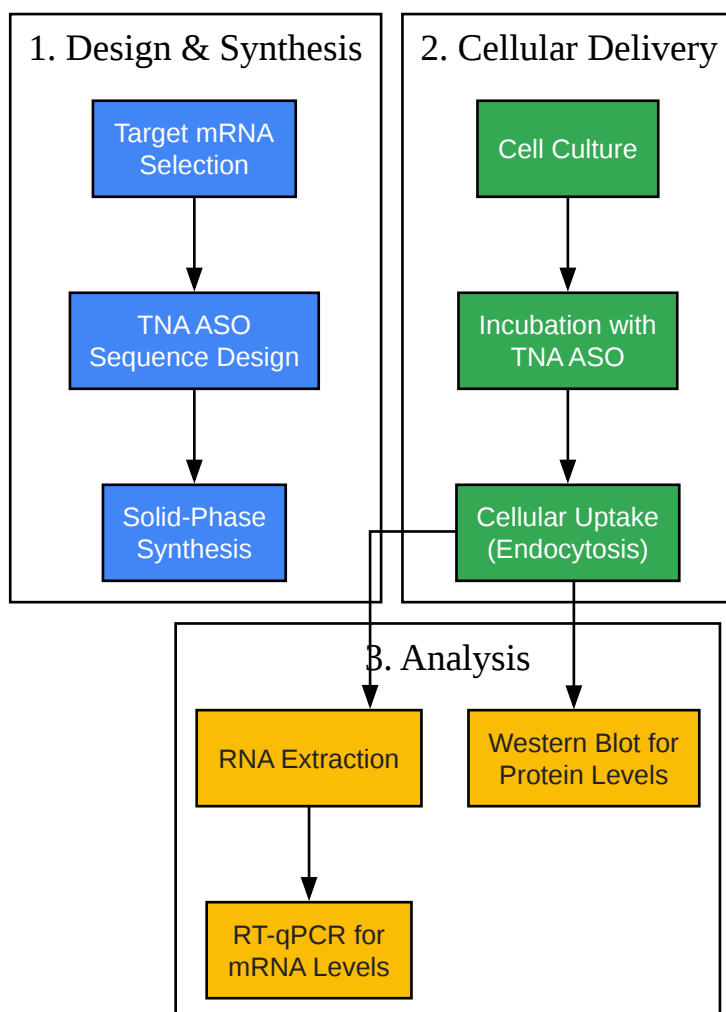 1. Design & Synthesis
Target mRNA
Selection
TNA ASO
Sequence Design
Solid-Phase
Synthesis
2. Cellular Delivery
Cell Culture
Incubation with
TNA ASO
Cellular Uptake
(Endocytosis)
3. Analysis
RNA Extraction
RT-qPCR for
mRNA Levels
Western Blot for
Protein Levels